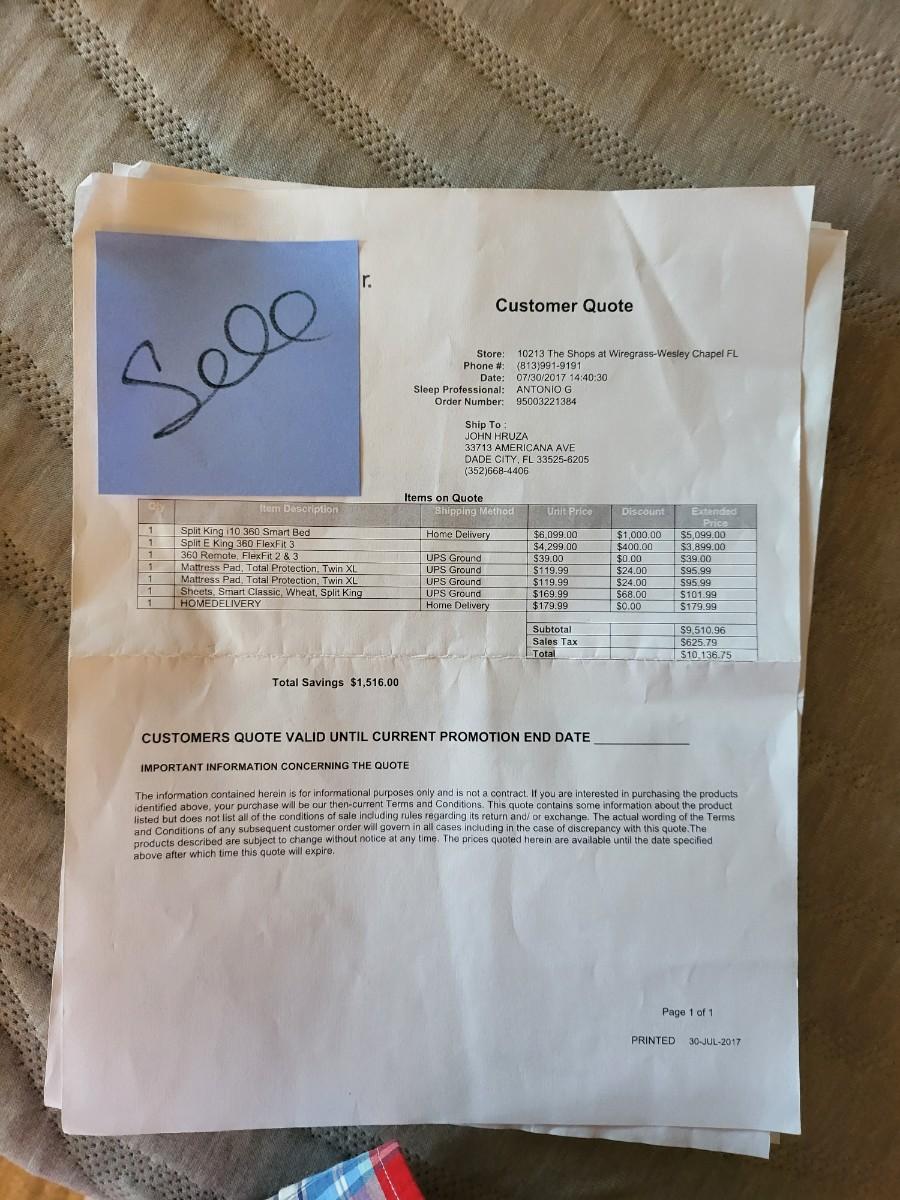 Sell
r.
Customer Quote
Store: 10213 The Shops at Wiregrass-Wesley Chapel FL
Phone #: (813)991-9191
Date: 07/30/2017 14:40:30
Sleep Professional: ANTONIO G
Order Number: 95003221384
Ship To :
JOHN HRUZA
33713 AMERICANA AVE
DADE CITY, FL 33525-6205
(352)668-4406
Items on Quote
Qty Item Description Shipping Method Unit Price Discount Extended Price
1 Split King i10 360 Smart Bed Home Delivery $6,099.00 $1,000.00 $5,099.00
1 Split E King 360 FlexFit 3 $4,299.00 $400.00 $3,899.00
1 360 Remote, FlexFit 2 & 3 UPS Ground $39.00 $0.00 $39.00
1 Mattress Pad, Total Protection, Twin XL UPS Ground $119.99 $24.00 $95.99
1 Mattress Pad, Total Protection, Twin XL UPS Ground $119.99 $24.00 $95.99
1 Sheets, Smart Classic, Wheat, Split King UPS Ground $169.99 $68.00 $101.99
1 HOMEDELIVERY Home Delivery $179.99 $0.00 $179.99
Subtotal $9,510.96
Sales Tax $625.79
Total $10,136.75
Total Savings $1,516.00
CUSTOMERS QUOTE VALID UNTIL CURRENT PROMOTION END DATE ____________
IMPORTANT INFORMATION CONCERNING THE QUOTE
The information contained herein is for informational purposes only and is not a contract. If you are interested in purchasing the products
identified above, your purchase will be our then-current Terms and Conditions. This quote contains some information about the product
listed but does not list all of the conditions of sale including rules regarding its return and/ or exchange. The actual wording of the Terms
and Conditions of any subsequent customer order will govern in all cases including in the case of discrepancy with this quote.The
products described are subject to change without notice at any time. The prices quoted herein are available until the date specified
above after which time this quote will expire.
Page 1 of 1
PRINTED 30-JUL-2017